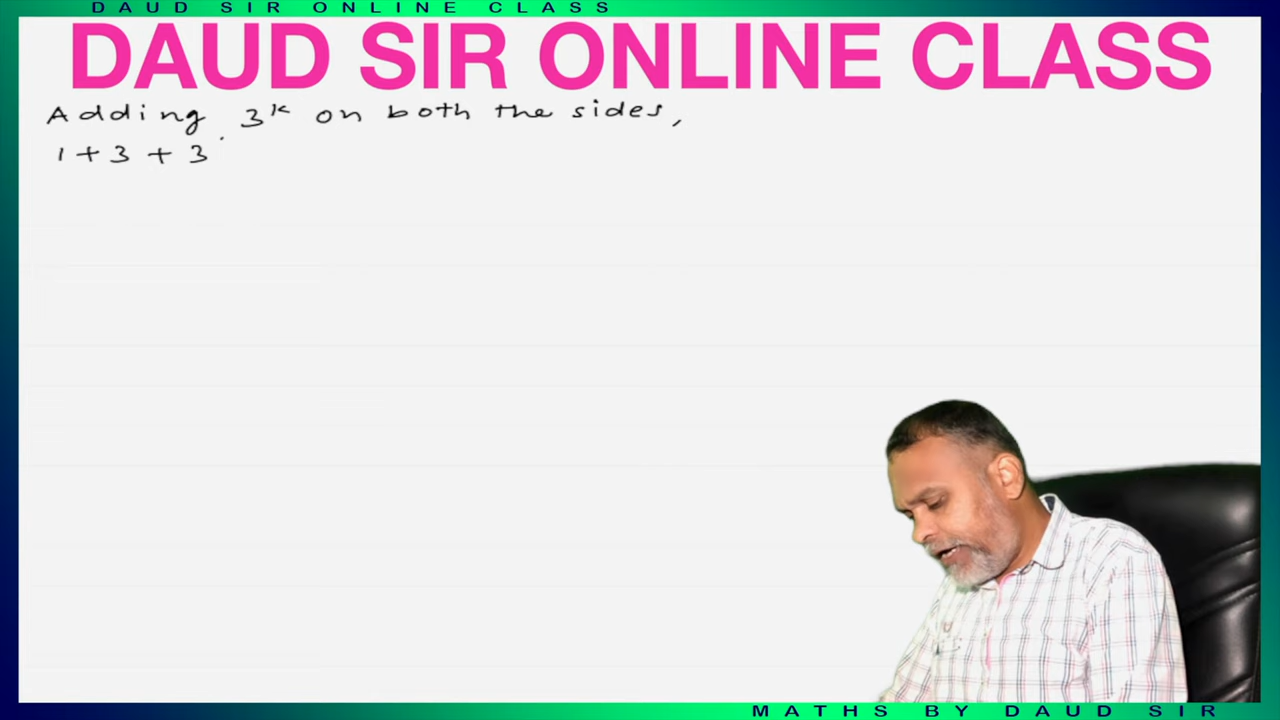 DAUD SIR ONLINE CLASS
DAUD SIR ONLINE CLASS
Adding 3ᵏ on both the sides,
1 + 3 + 3
MATHS BY DAUD SIR